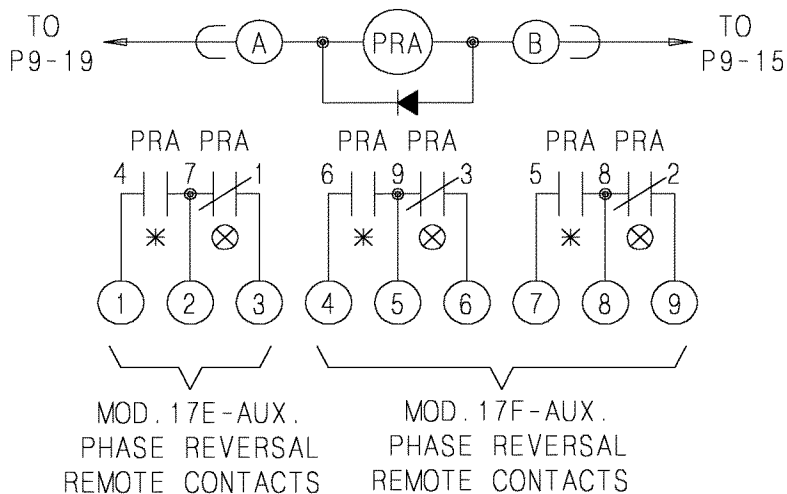 TO
P9-19
A
PRA
B
TO
P9-15
PRA PRA
4 7 1
PRA PRA
6 9 3
PRA PRA
5 8 2
1 2 3
4 5 6
7 8 9
MOD.17E-AUX.
PHASE REVERSAL
REMOTE CONTACTS
MOD.17F-AUX.
PHASE REVERSAL
REMOTE CONTACTS